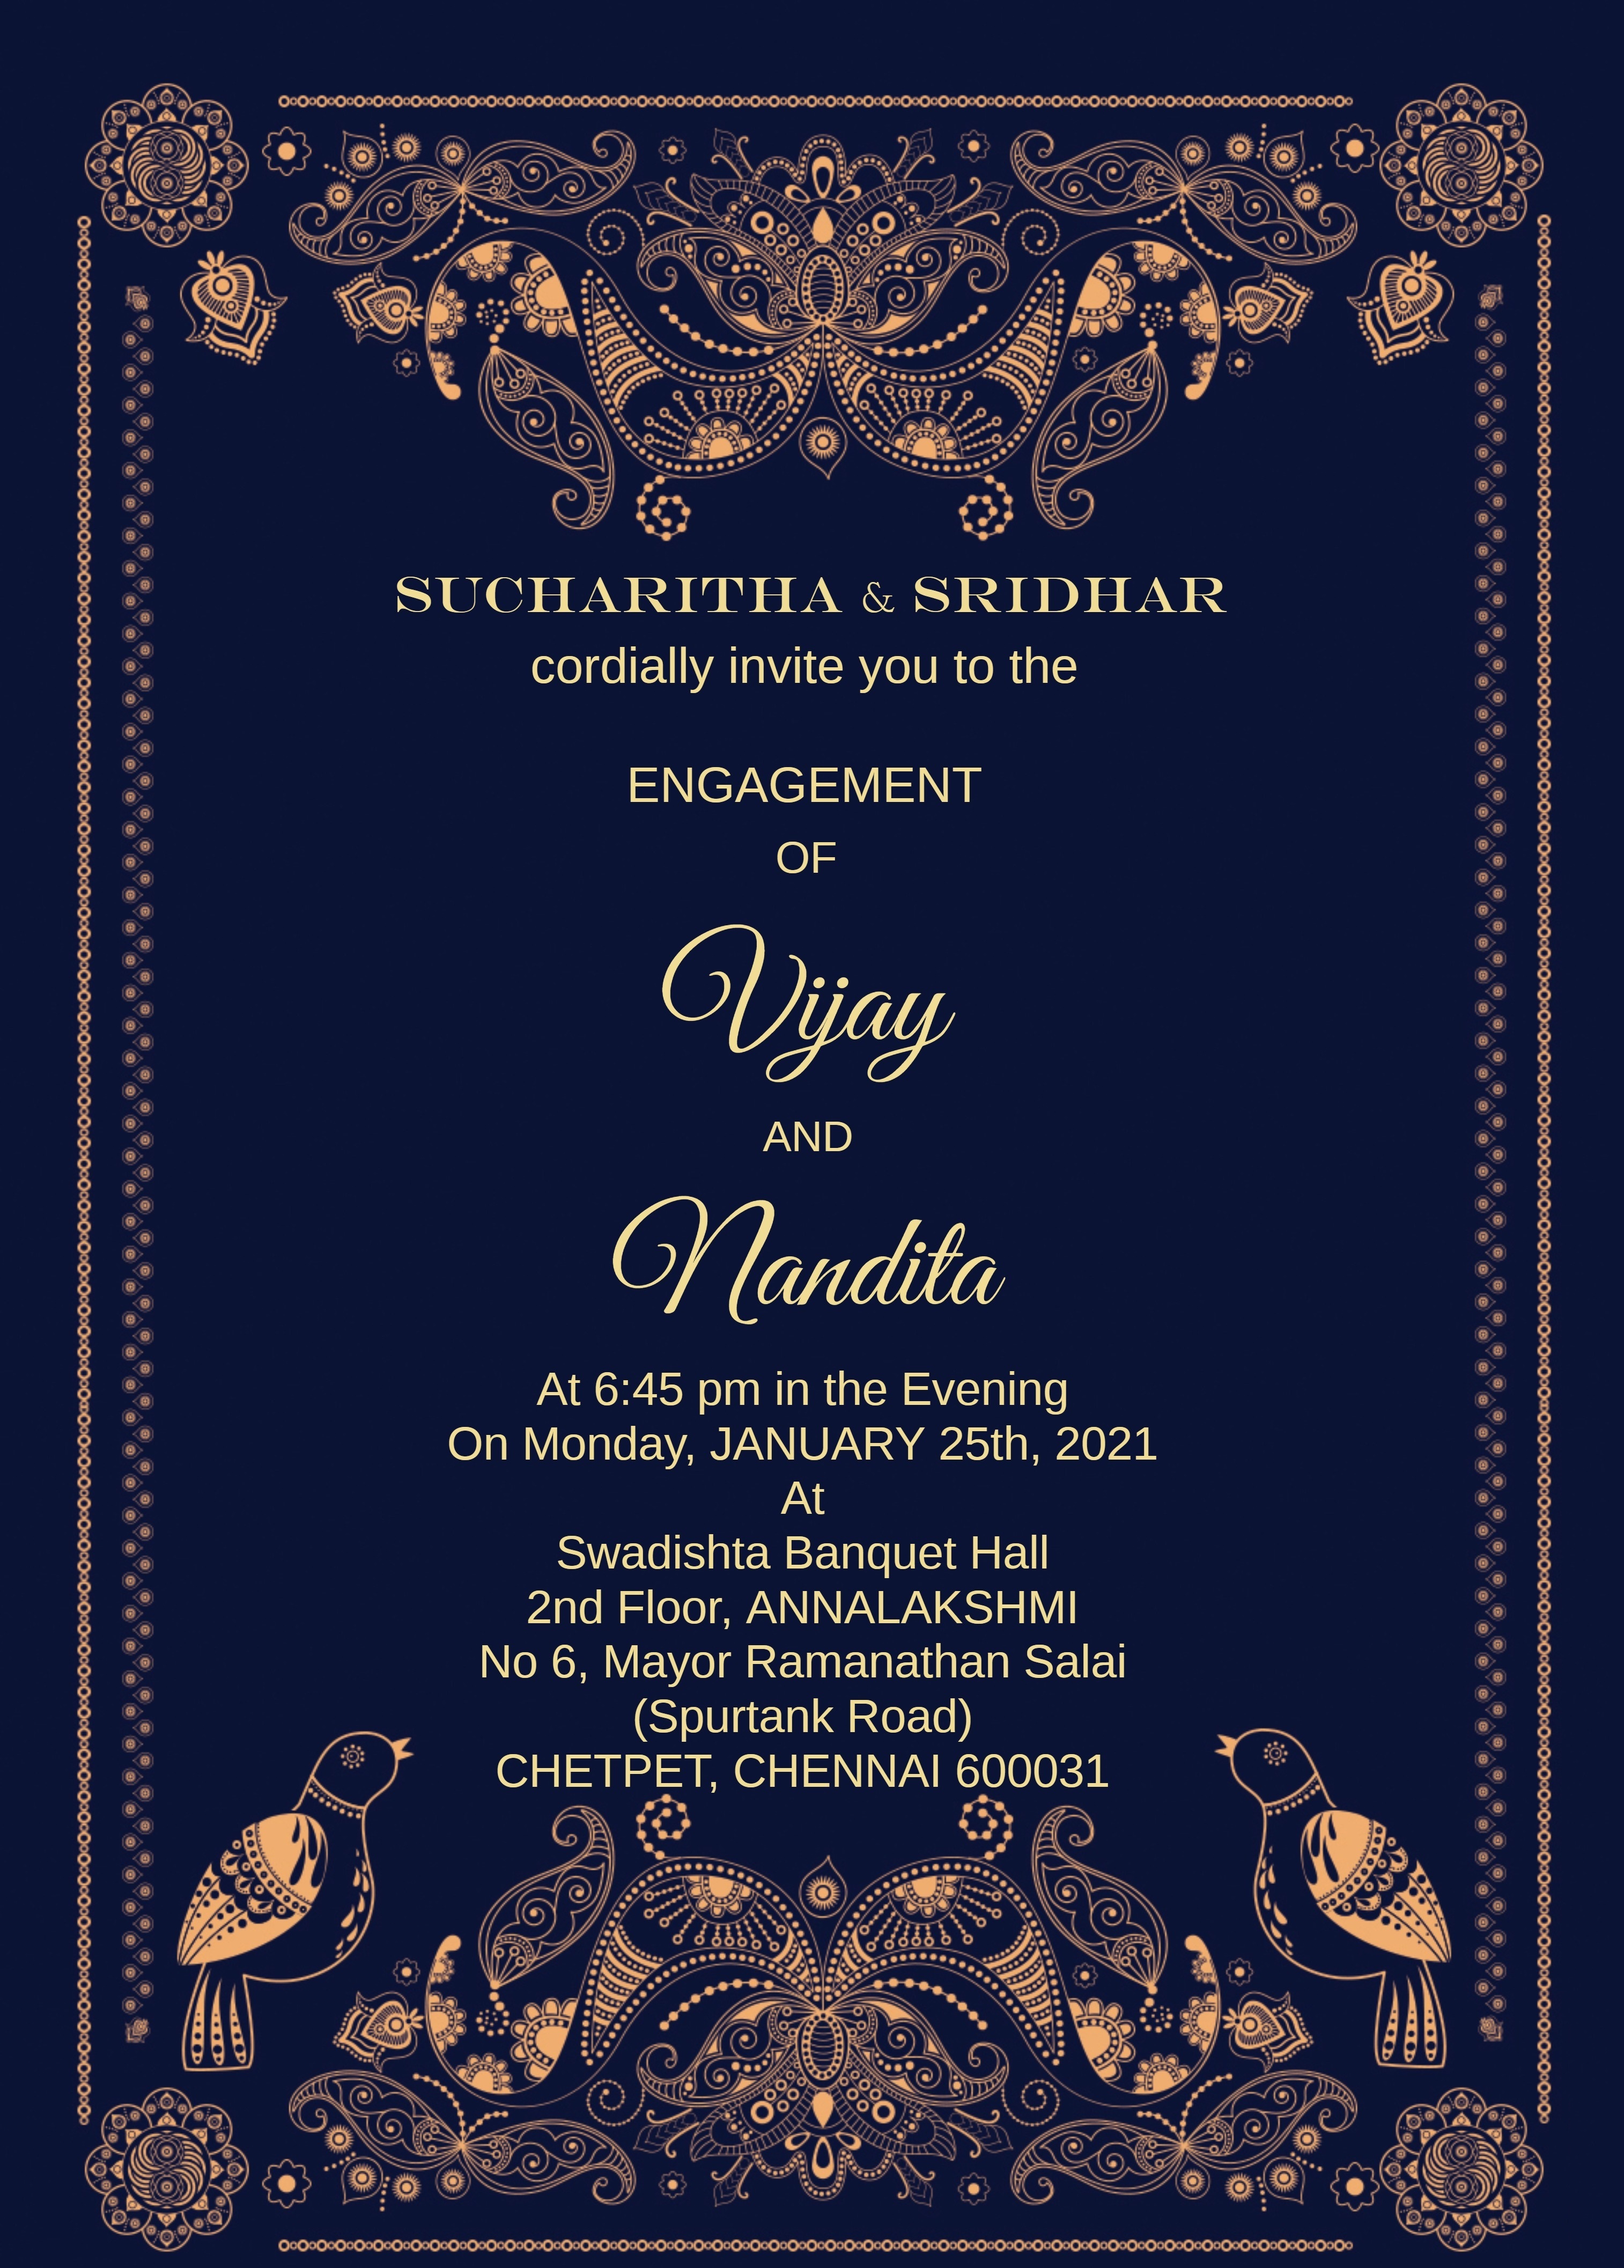 SUCHARITHA & SRIDHAR
cordially invite you to the
ENGAGEMENT
OF
Vijay
AND
Nandita
At 6:45 pm in the Evening
On Monday, JANUARY 25th, 2021
At
Swadishta Banquet Hall
2nd Floor, ANNALAKSHMI
No 6, Mayor Ramanathan Salai
(Spurtank Road)
CHETPET, CHENNAI 600031